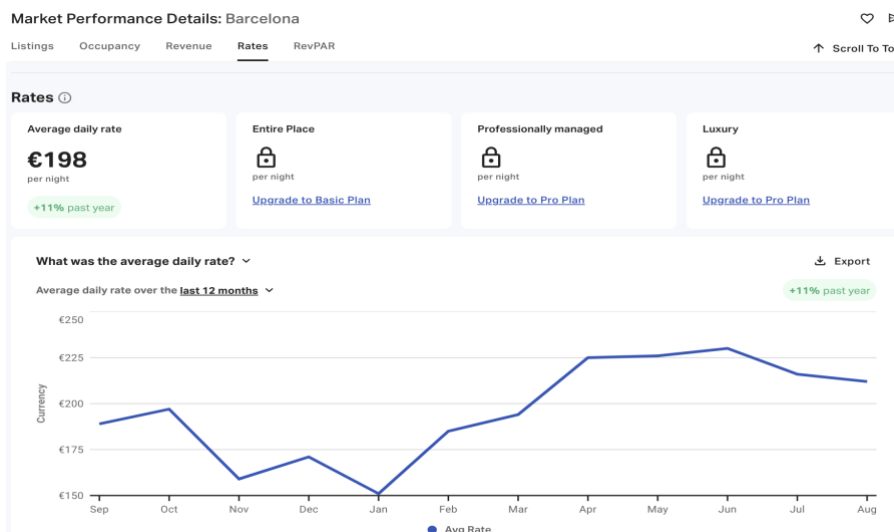 Market Performance Details: Barcelona
Listings Occupancy Revenue Rates RevPAR
Scroll To To
Rates
Average daily rate
€198
per night
+11% past year
Entire Place
per night
Upgrade to Basic Plan
Professionally managed
per night
Upgrade to Pro Plan
Luxury
per night
Upgrade to Pro Plan
What was the average daily rate?
Export
Average daily rate over the last 12 months
+11% past year
€250
€225
€200
€175
€150
Currency
Sep Oct Nov Dec Jan Feb Mar Apr May Jun Jul Aug
Avg Rate